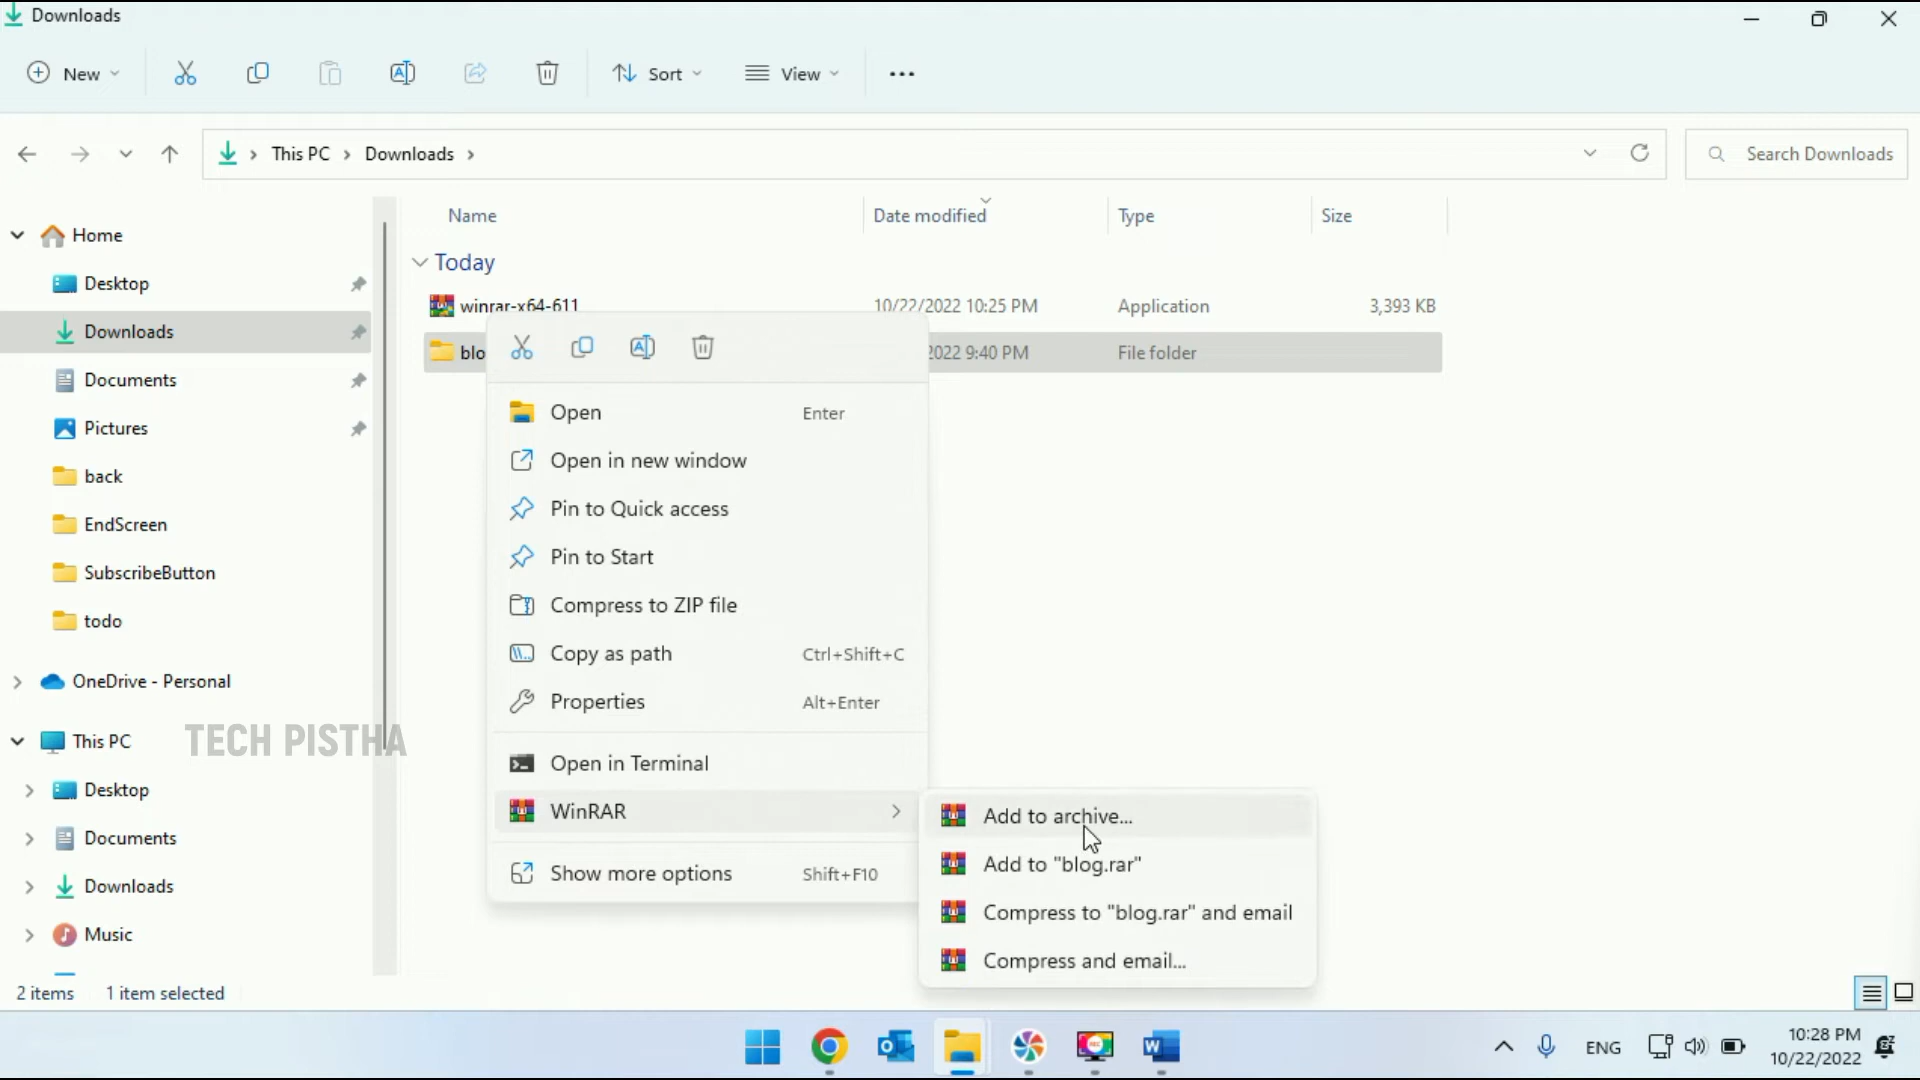 Downloads
New
Sort
View
This PC
Downloads
Search Downloads
Name
Date modified
Type
Size
Today
winrar-x64-611
10/22/2022 10:25 PM
Application
3,393 KB
blo
2022 9:40 PM
File folder
Home
Desktop
Downloads
Documents
Pictures
back
EndScreen
SubscribeButton
todo
OneDrive - Personal
This PC
Desktop
Documents
Downloads
Music
TECH PISTHA
Open Enter
Open in new window
Pin to Quick access
Pin to Start
Compress to ZIP file
Copy as path Ctrl+Shift+C
Properties Alt+Enter
Open in Terminal
WinRAR
Show more options Shift+F10
Add to archive...
Add to "blog.rar"
Compress to "blog.rar" and email
Compress and email...
2 items 1 item selected
ENG
10:28 PM
10/22/2022